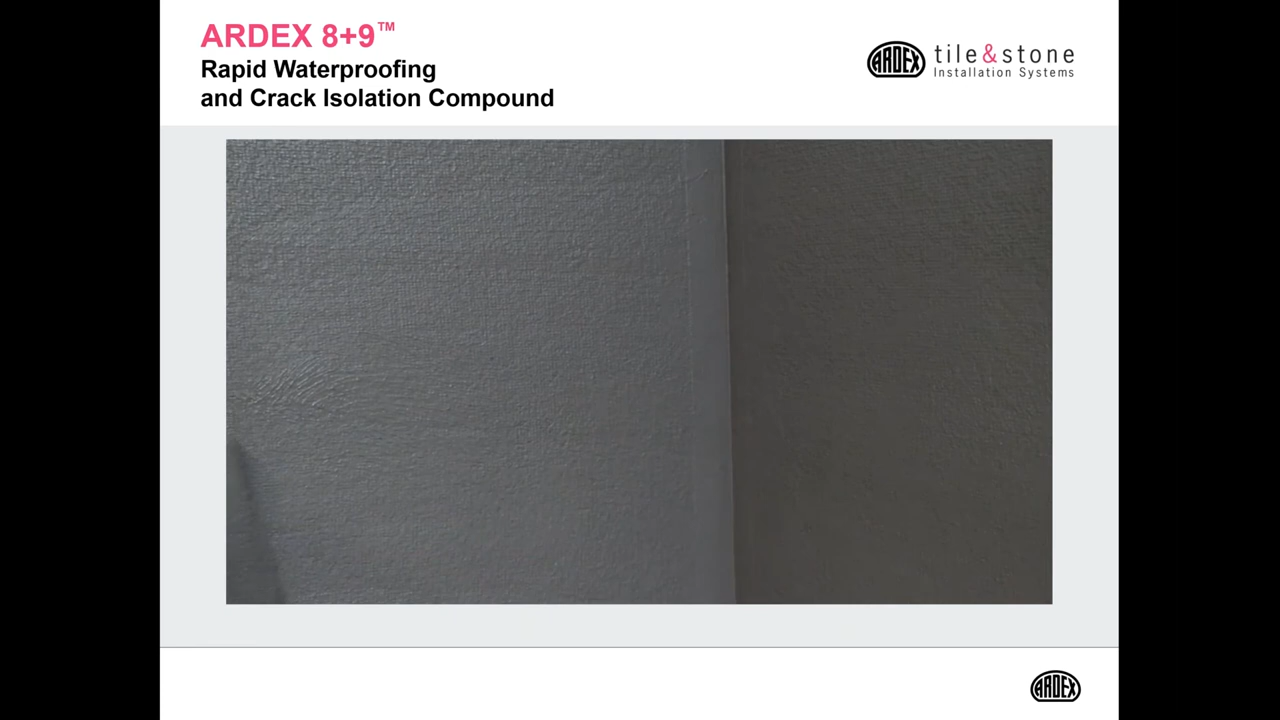 ARDEX 8+9™
Rapid Waterproofing
and Crack Isolation Compound
ARDEX tile&stone
Installation Systems
ARDEX